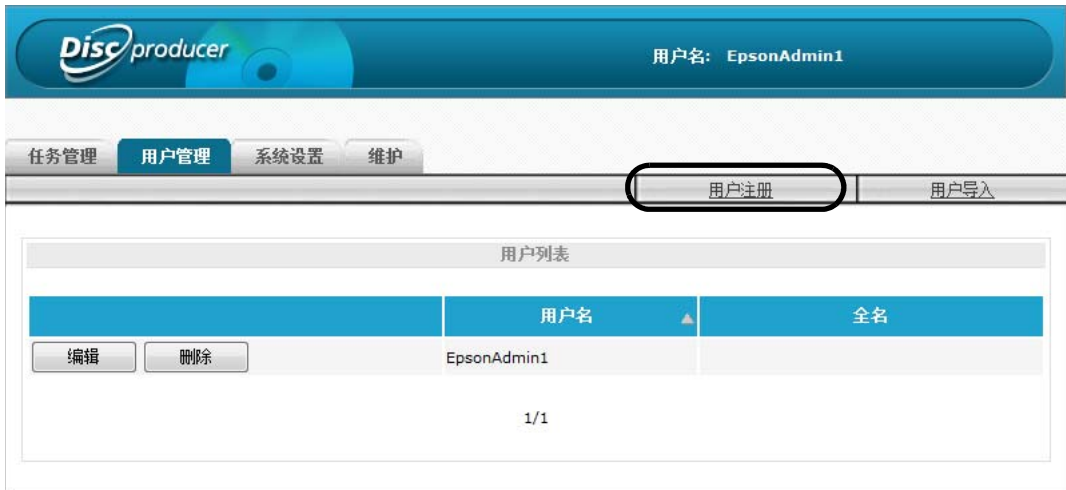 Disc producer
用户名: EpsonAdmin1
任务管理 用户管理 系统设置 维护
用户注册 用户导入
用户列表
用户名 全名
编辑 删除 EpsonAdmin1
1/1